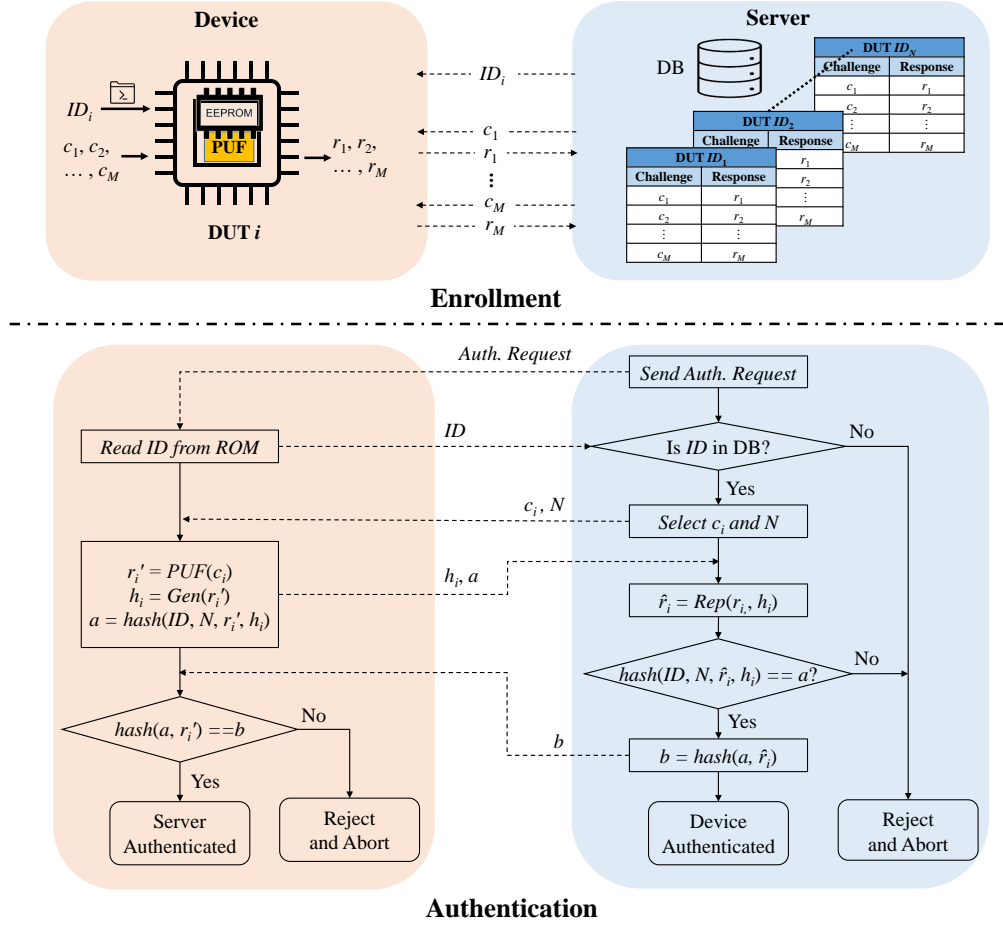 Device
Server
ID_i
EEPROM
PUF
c_1, c_2,
… , c_M
r_1, r_2,
… , r_M
DUT i
ID_i
c_1
r_1
⋮
c_M
r_M
DB
DUT ID_N
Challenge Response
c_1 r_1
c_2 r_2
⋮ ⋮
c_M r_M
DUT ID_2
Challenge Response
r_1
r_2
⋮
r_M
DUT ID_1
Challenge Response
c_1 r_1
c_2 r_2
⋮ ⋮
c_M r_M
Enrollment
Auth. Request
Send Auth. Request
Read ID from ROM
ID
Is ID in DB?
No
Yes
c_i, N
Select c_i and N
r_i' = PUF(c_i)
h_i = Gen(r_i')
a = hash(ID, N, r_i', h_i)
h_i, a
r̂_i = Rep(r_i, h_i)
hash(ID, N, r̂_i, h_i) == a?
No
Yes
hash(a, r_i') ==b
No
Yes
b
b = hash(a, r̂_i)
Server
Authenticated
Reject
and Abort
Device
Authenticated
Reject
and Abort
Authentication